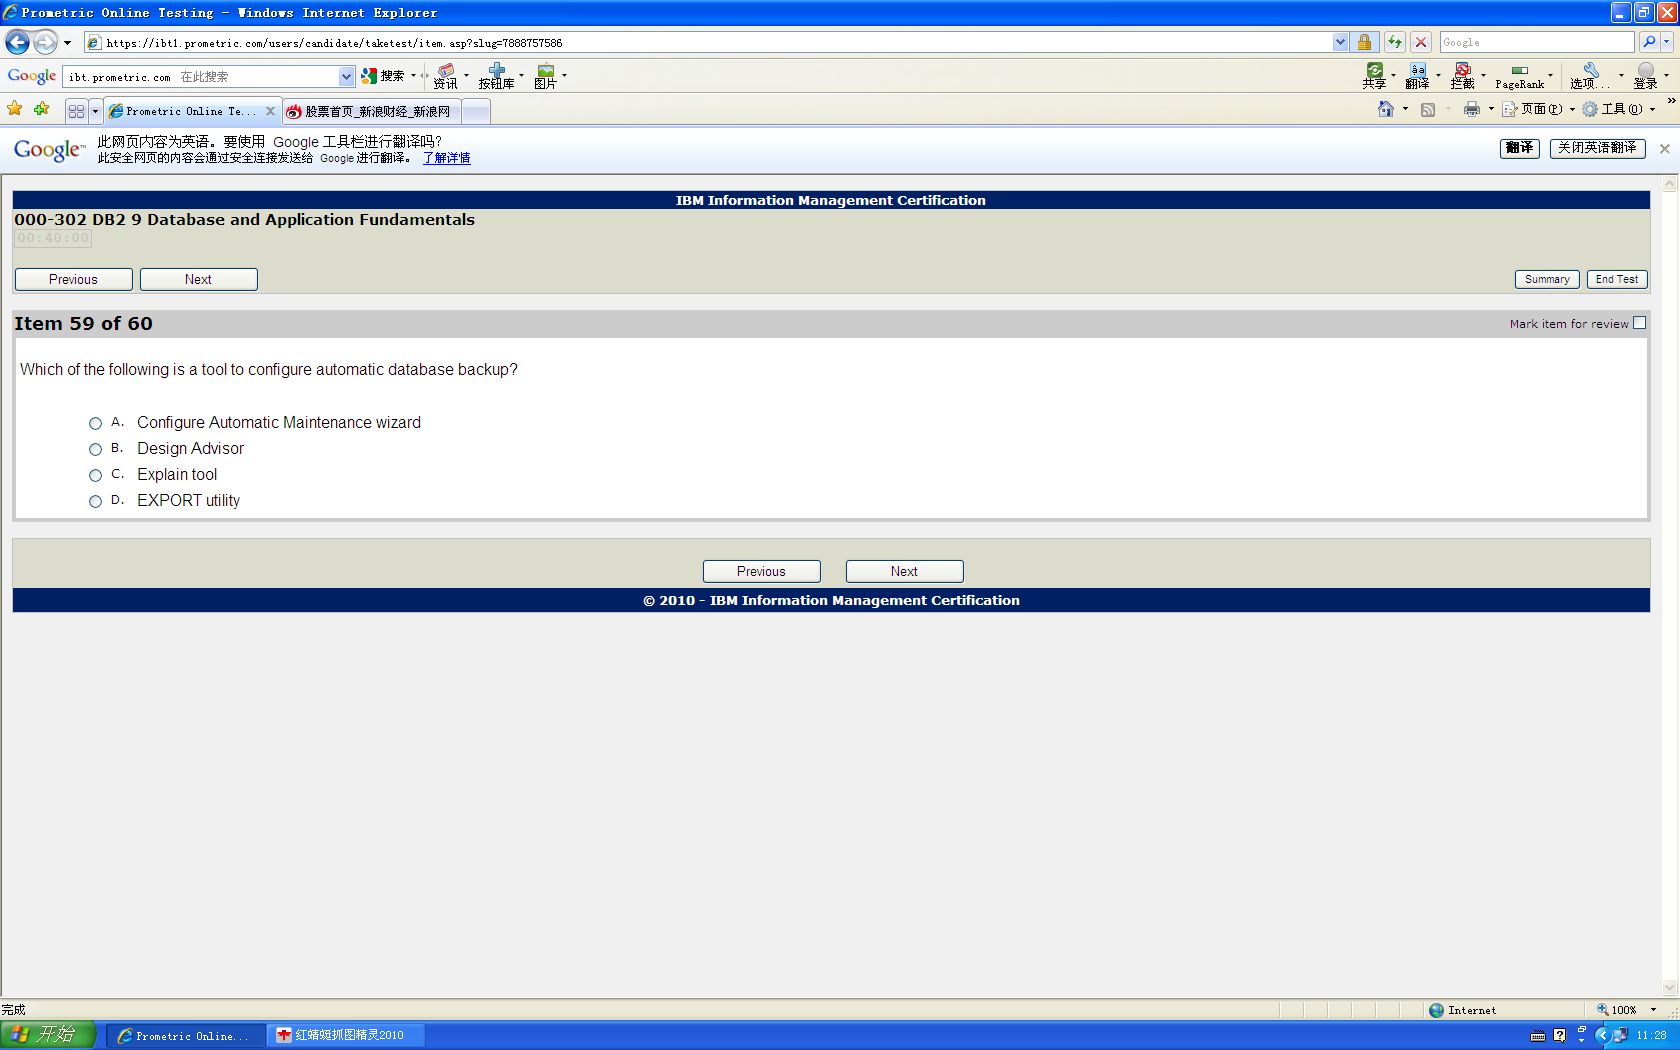 Prometric Online Testing - Windows Internet Explorer
https://ibt1.prometric.com/users/candidate/taketest/item.asp?slug=7888757586
Google
Google ibt.prometric.com 在此搜索 搜索 资讯 按钮库 图片 共享 翻译 拦截 PageRank 选项... 登录
Prometric Online Te... 股票首页_新浪财经_新浪网 页面(P) 工具(O) »
Google™ 此网页内容为英语。要使用 Google 工具栏进行翻译吗?
此安全网页的内容会通过安全连接发送给 Google 进行翻译。 了解详情
翻译 关闭英语翻译
IBM Information Management Certification
000-302 DB2 9 Database and Application Fundamentals
00:40:00
Previous Next Summary End Test
Item 59 of 60 Mark item for review
Which of the following is a tool to configure automatic database backup?
A. Configure Automatic Maintenance wizard
B. Design Advisor
C. Explain tool
D. EXPORT utility
Previous Next
© 2010 - IBM Information Management Certification
完成 Internet 100%
开始 Prometric Online... 红蜻蜓抓图精灵2010 11:28